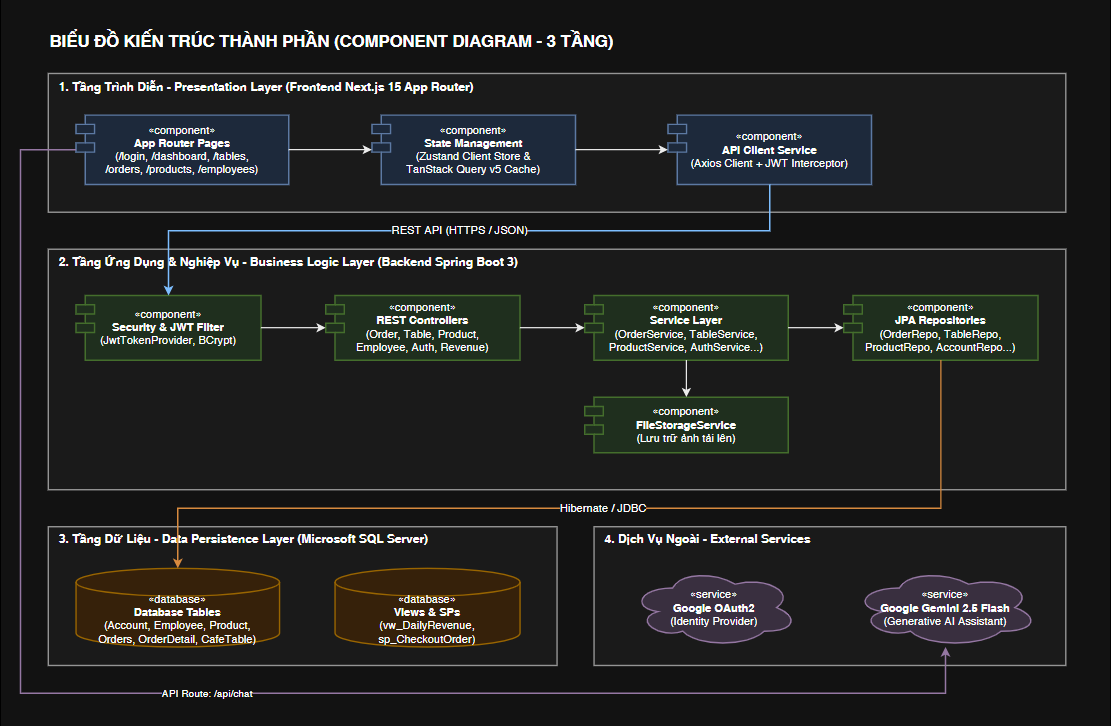 BIỂU ĐỒ KIẾN TRÚC THÀNH PHẦN (COMPONENT DIAGRAM - 3 TẦNG)
1. Tầng Trình Diễn - Presentation Layer (Frontend Next.js 15 App Router)
«component»
App Router Pages
(/login, /dashboard, /tables,
/orders, /products, /employees)
«component»
State Management
(Zustand Client Store &
TanStack Query v5 Cache)
«component»
API Client Service
(Axios Client + JWT Interceptor)
REST API (HTTPS / JSON)
2. Tầng Ứng Dụng & Nghiệp Vụ - Business Logic Layer (Backend Spring Boot 3)
«component»
Security & JWT Filter
(JwtTokenProvider, BCrypt)
«component»
REST Controllers
(Order, Table, Product,
Employee, Auth, Revenue)
«component»
Service Layer
(OrderService, TableService,
ProductService, AuthService...)
«component»
JPA Repositories
(OrderRepo, TableRepo,
ProductRepo, AccountRepo...)
«component»
FileStorageService
(Lưu trữ ảnh tải lên)
Hibernate / JDBC
3. Tầng Dữ Liệu - Data Persistence Layer (Microsoft SQL Server)
«database»
Database Tables
(Account, Employee, Product,
Orders, OrderDetail, CafeTable)
«database»
Views & SPs
(vw_DailyRevenue,
sp_CheckoutOrder)
4. Dịch Vụ Ngoài - External Services
«service»
Google OAuth2
(Identity Provider)
«service»
Google Gemini 2.5 Flash
(Generative AI Assistant)
API Route: /api/chat